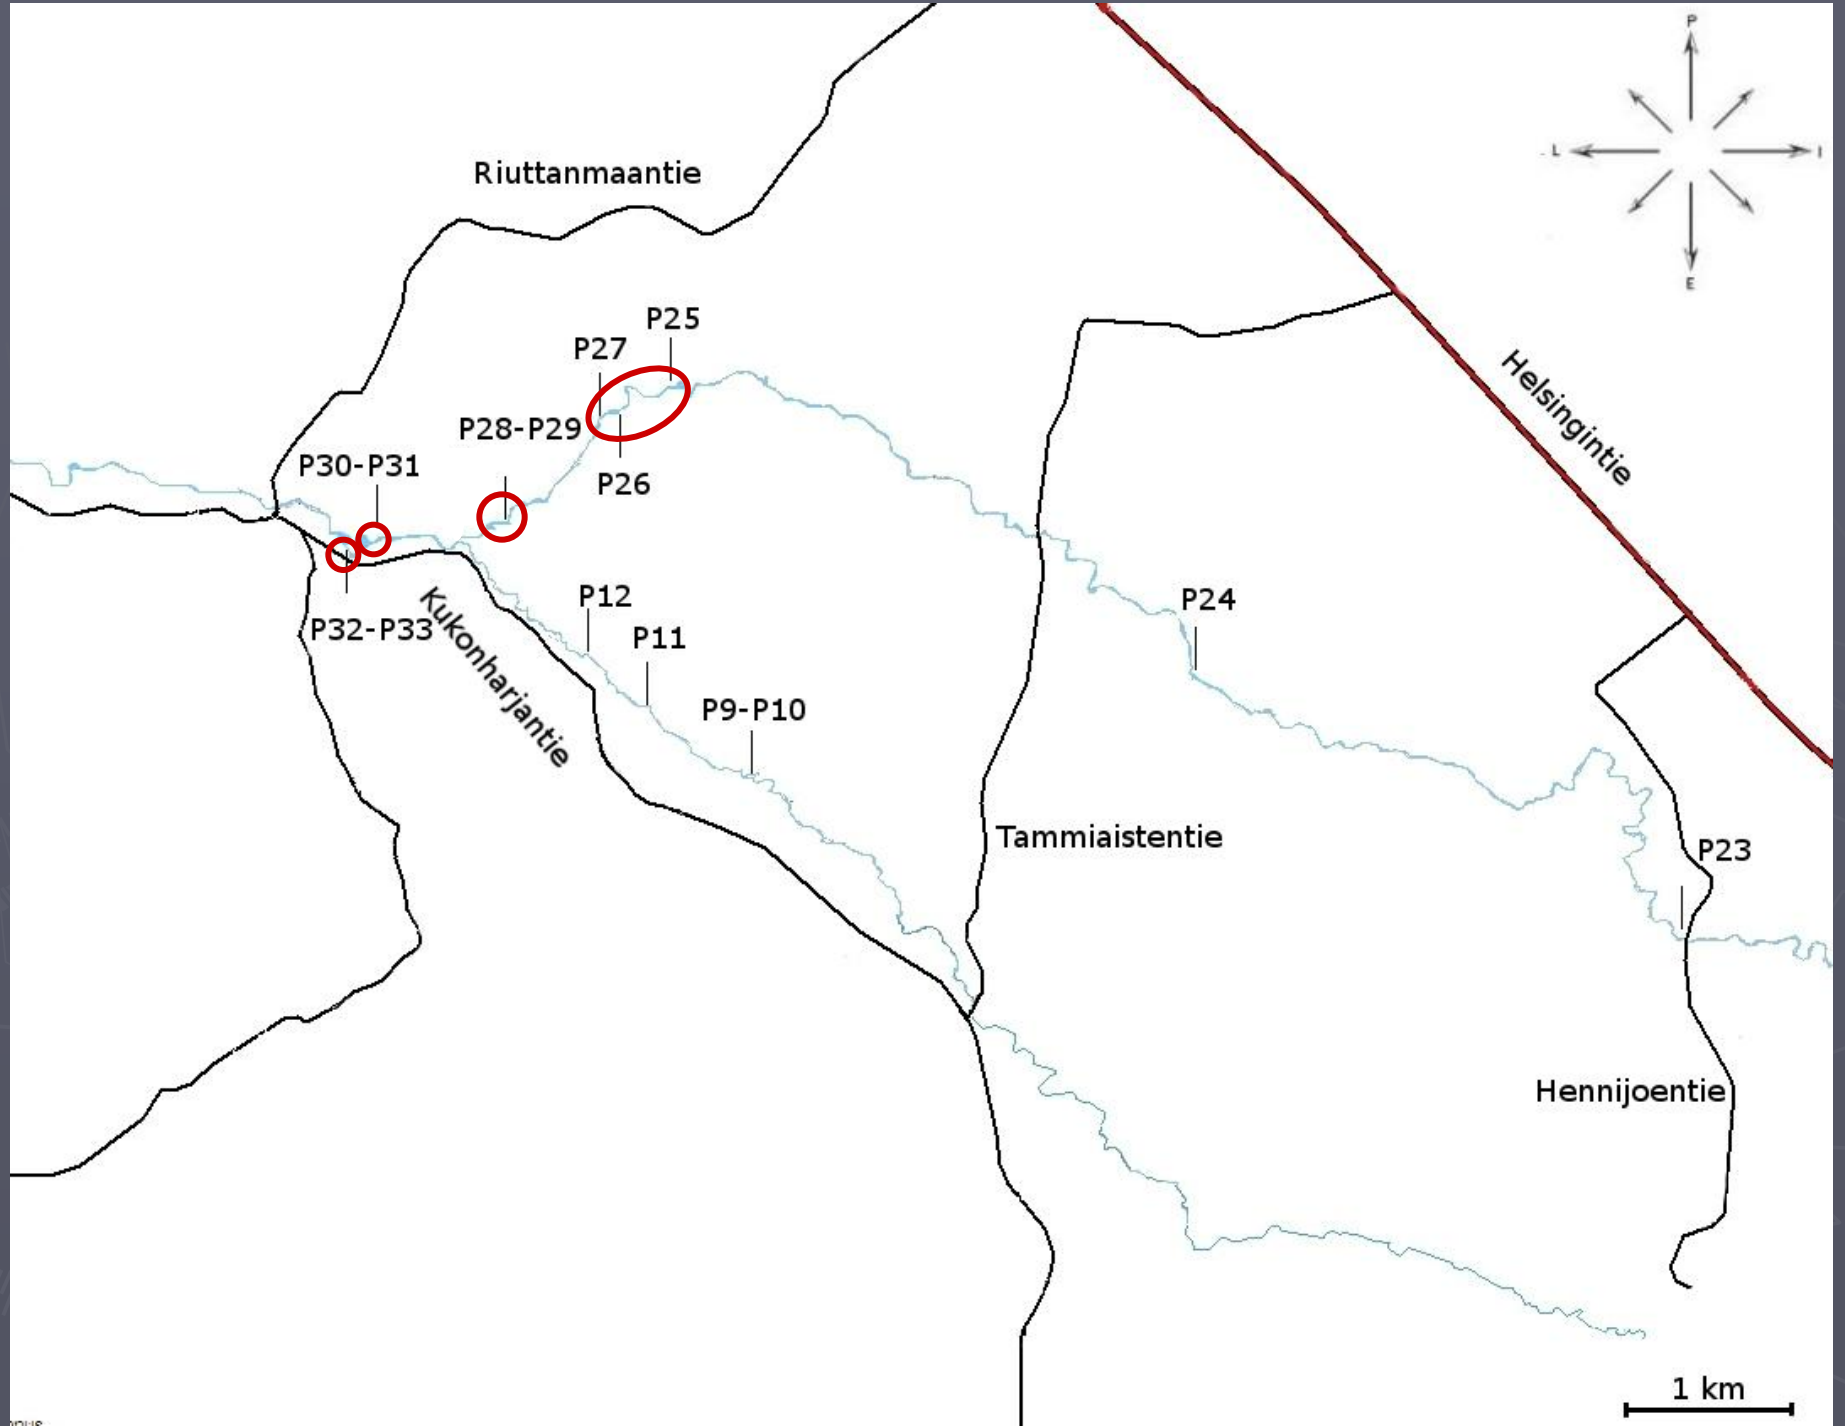 P
L
I
E
Riuttanmaantie
P25
P27
P28-P29
P30-P31
P26
Helsingintie
P12
P24
P32-P33
Kukonharjantie
P11
P9-P10
Tammiaistentie
P23
Hennijoentie
1 km